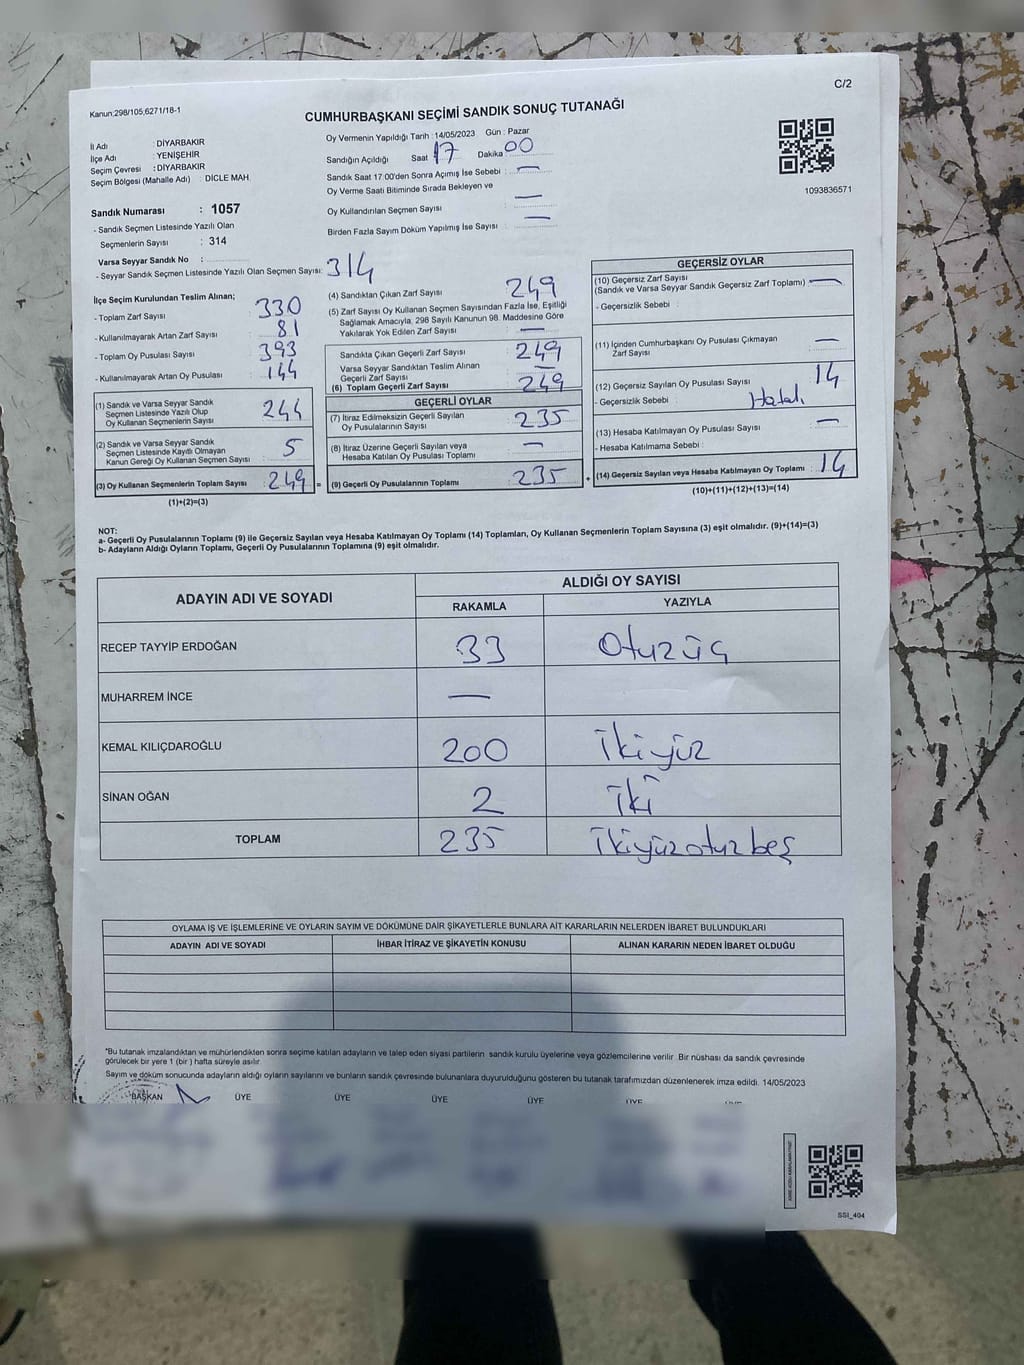 C/2
Kanun;298/105,6271/18-1
CUMHURBAŞKANI SEÇİMİ SANDIK SONUÇ TUTANAĞI
İl Adı : DİYARBAKIR
İlçe Adı : YENİŞEHİR
Seçim Çevresi : DİYARBAKIR
Seçim Bölgesi (Mahalle Adı) : DİCLE MAH.
Oy Vermenin Yapıldığı Tarih : 14/05/2023 Gün : Pazar
Sandığın Açıldığı Saat 17 Dakika 00
Sandık Saat 17:00'den Sonra Açımış İse Sebebi : —
Oy Verme Saati Bitiminde Sırada Bekleyen ve
Oy Kullandırılan Seçmen Sayısı : —
Birden Fazla Sayım Döküm Yapılmış İse Sayısı : —
1093836571
Sandık Numarası : 1057
- Sandık Seçmen Listesinde Yazılı Olan
Seçmenlerin Sayısı : 314
Varsa Seyyar Sandık No :
- Seyyar Sandık Seçmen Listesinde Yazılı Olan Seçmen Sayısı: 314
İlçe Seçim Kurulundan Teslim Alınan;
- Toplam Zarf Sayısı 330
- Kullanılmayarak Artan Zarf Sayısı 81
- Toplam Oy Pusulası Sayısı 393
- Kullanılmayarak Artan Oy Pusulası 144
(1) Sandık ve Varsa Seyyar Sandık
Seçmen Listesinde Yazılı Olup
Oy Kullanan Seçmenlerin Sayısı 244
(2) Sandık ve Varsa Seyyar Sandık
Seçmen Listesinde Kayıtlı Olmayan
Kanun Gereği Oy Kullanan Seçmen Sayısı 5
(3) Oy Kullanan Seçmenlerin Toplam Sayısı 249 =
(1)+(2)=(3)
(4) Sandıktan Çıkan Zarf Sayısı 249
(5) Zarf Sayısı Oy Kullanan Seçmen Sayısından Fazla İse, Eşitliği
Sağlamak Amacıyla, 298 Sayılı Kanunun 98. Maddesine Göre
Yakılarak Yok Edilen Zarf Sayısı : —
Sandıkta Çıkan Geçerli Zarf Sayısı 249
Varsa Seyyar Sandıktan Teslim Alınan
Geçerli Zarf Sayısı —
(6) Toplam Geçerli Zarf Sayısı 249
GEÇERLİ OYLAR
(7) İtiraz Edilmeksizin Geçerli Sayılan
Oy Pusulalarının Sayısı : 235
(8) İtiraz Üzerine Geçerli Sayılan veya
Hesaba Katılan Oy Pusulası Toplamı : —
(9) Geçerli Oy Pusulalarının Toplamı : 235 +
GEÇERSİZ OYLAR
(10) Geçersiz Zarf Sayısı
(Sandık ve Varsa Seyyar Sandık Geçersiz Zarf Toplamı) : —
- Geçersizlik Sebebi :
(11) İçinden Cumhurbaşkanı Oy Pusulası Çıkmayan
Zarf Sayısı : —
(12) Geçersiz Sayılan Oy Pusulası Sayısı : 14
- Geçersizlik Sebebi : Hatalı
(13) Hesaba Katılmayan Oy Pusulası Sayısı : —
- Hesaba Katılmama Sebebi :
(14) Geçersiz Sayılan veya Hesaba Katılmayan Oy Toplamı : 14
(10)+(11)+(12)+(13)=(14)
NOT:
a- Geçerli Oy Pusulalarının Toplamı (9) ile Geçersiz Sayılan veya Hesaba Katılmayan Oy Toplamı (14) Toplamları, Oy Kullanan Seçmenlerin Toplam Sayısına (3) eşit olmalıdır. (9)+(14)=(3)
b- Adayların Aldığı Oyların Toplamı, Geçerli Oy Pusulalarının Toplamına (9) eşit olmalıdır.
ADAYIN ADI VE SOYADI ALDIĞI OY SAYISI
RAKAMLA YAZIYLA
RECEP TAYYİP ERDOĞAN 33 Otuzüç
MUHARREM İNCE —
KEMAL KILIÇDAROĞLU 200 İkiyüz
SİNAN OĞAN 2 İki
TOPLAM 235 İkiyüzotuzbeş
OYLAMA İŞ VE İŞLEMLERİNE VE OYLARIN SAYIM VE DÖKÜMÜNE DAİR ŞİKAYETLERLE BUNLARA AİT KARARLARIN NELERDEN İBARET BULUNDUKLARI
ADAYIN ADI VE SOYADI İHBAR İTİRAZ VE ŞİKAYETİN KONUSU ALINAN KARARIN NEDEN İBARET OLDUĞU
*Bu tutanak imzalandıktan ve mühürlendikten sonra seçime katılan adayların ve talep eden siyasi partilerin sandık kurulu üyelerine veya gözlemcilerine verilir. Bir nüshası da sandık çevresinde
görülecek bir yere 1 (bir) hafta süreyle asılır.
Sayım ve döküm sonucunda adayların aldığı oyların sayılarını ve bunların sandık çevresinde bulunanlara duyurulduğunu gösteren bu tutanak tarafımızdan düzenlenerek imza edildi. 14/05/2023
BAŞKAN ÜYE ÜYE ÜYE ÜYE ÜYE
SSI_404